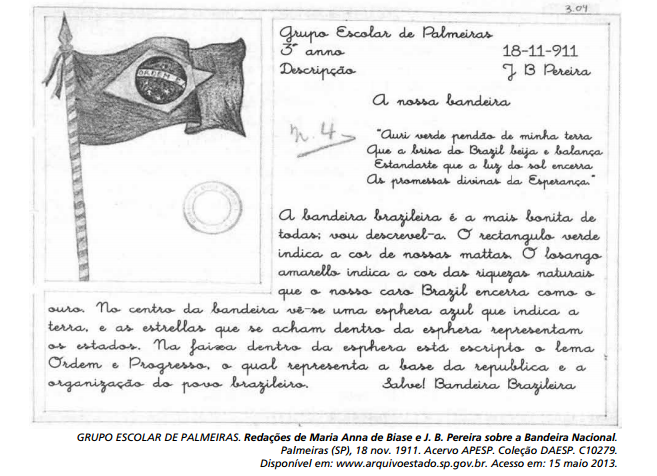 3.04
Grupo Escolar de Palmeiras
3º anno 18-11-911
Descripção J B Pereira
A nossa bandeira
n. 4
"Auri verde pendão de minha terra
Que a brisa do Brazil beija e balança
Estandarte que a luz do sol encerra
As promessas divinas da Esperança."
ORDEM E
A bandeira brazileira é a mais bonita de
todas; vou descrevel-a. O rectangulo verde
indica a cor de nossas mattas. O losango
amarello indica a cor das riquezas naturais
que o nosso caro Brazil encerra como o
ouro. No centro da bandeira vê-se uma esphera azul que indica a
terra, e as estrellas que se acham dentro da esphera representam
os estados. Na faixa dentro da esphera está escripto o lema
Ordem e Progresso, o qual representa a base da republica e a
organização do povo brazileiro. Salve! Bandeira Brazileira
GRUPO ESCOLAR DE PALMEIRAS. Redações de Maria Anna de Biase e J. B. Pereira sobre a Bandeira Nacional.
Palmeiras (SP), 18 nov. 1911. Acervo APESP. Coleção DAESP. C10279.
Disponível em: www.arquivoestado.sp.gov.br. Acesso em: 15 maio 2013.